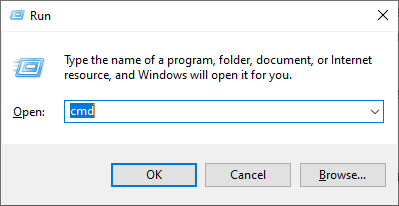 Run
Type the name of a program, folder, document, or Internet
resource, and Windows will open it for you.
Open: cmd
OK Cancel Browse...